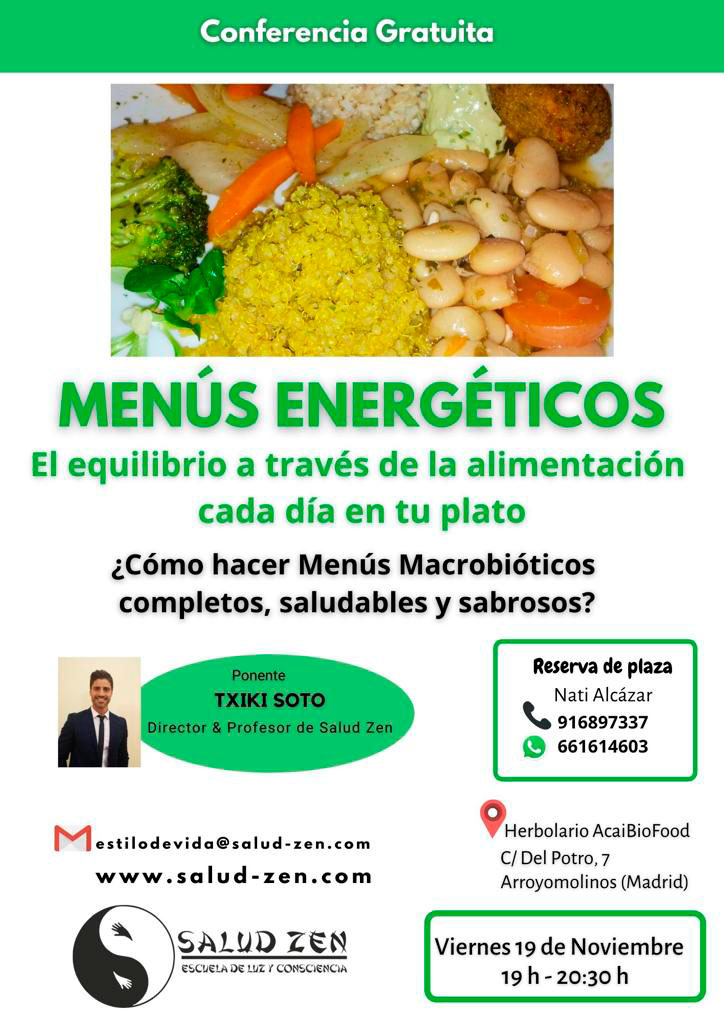 Conferencia Gratuita
MENÚS ENERGÉTICOS
El equilibrio a través de la alimentación
cada día en tu plato
¿Cómo hacer Menús Macrobióticos
completos, saludables y sabrosos?
Ponente
TXIKI SOTO
Director & Profesor de Salud Zen
Reserva de plaza
Nati Alcázar
916897337
661614603
estilodevida@salud-zen.com
www.salud-zen.com
Herbolario AcaiBioFood
C/ Del Potro, 7
Arroyomolinos (Madrid)
SALUD ZEN
ESCUELA DE LUZ Y CONSCIENCIA
Viernes 19 de Noviembre
19 h - 20:30 h